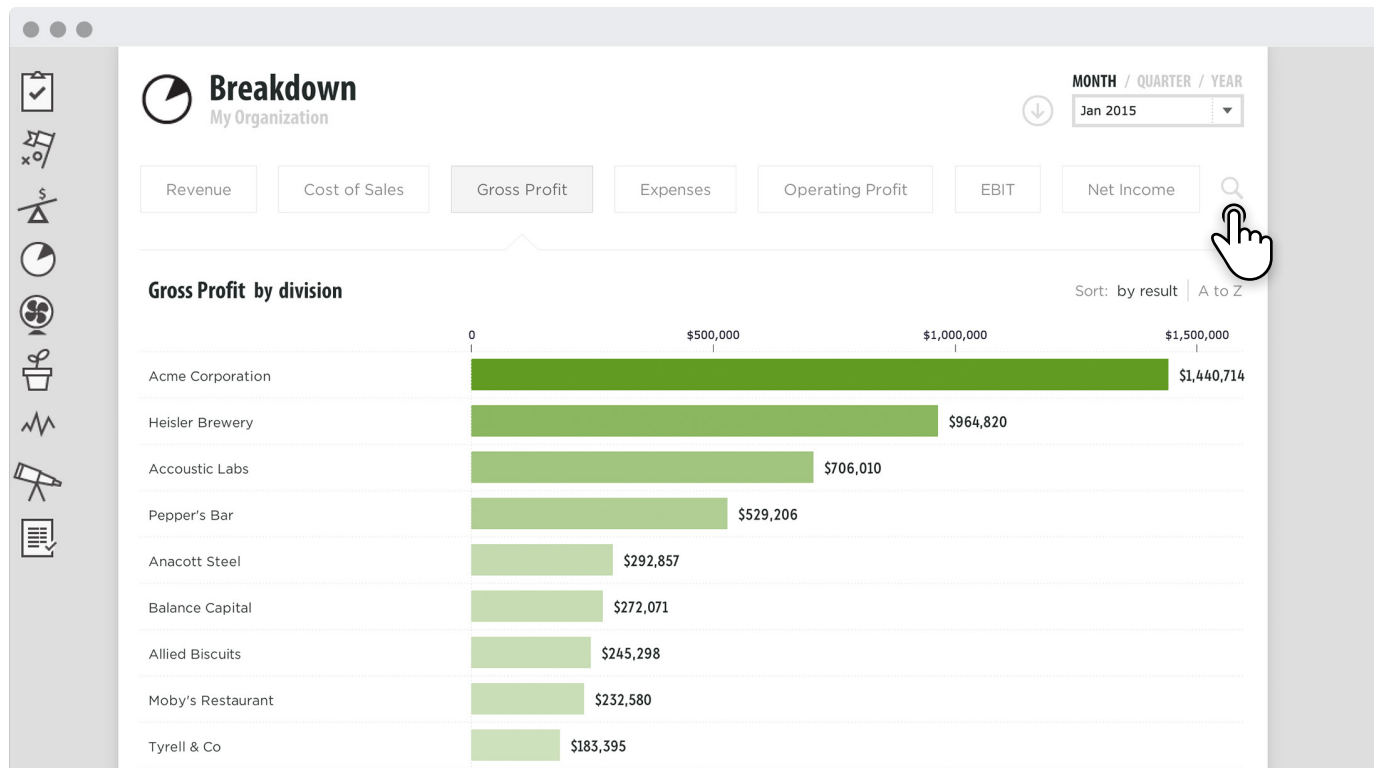 Breakdown
My Organization
MONTH / QUARTER / YEAR
Jan 2015
Revenue
Cost of Sales
Gross Profit
Expenses
Operating Profit
EBIT
Net Income
Gross Profit by division
Sort: by result | A to Z
0 $500,000 $1,000,000 $1,500,000
Acme Corporation $1,440,714
Heisler Brewery $964,820
Accoustic Labs $706,010
Pepper's Bar $529,206
Anacott Steel $292,857
Balance Capital $272,071
Allied Biscuits $245,298
Moby's Restaurant $232,580
Tyrell & Co $183,395